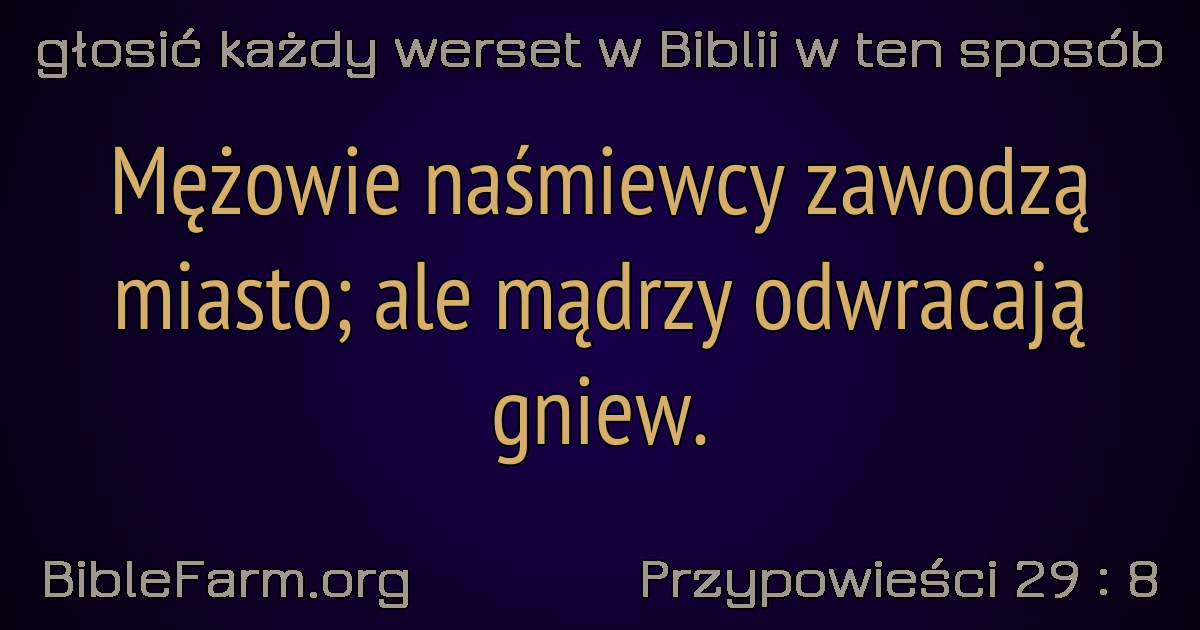 głosić każdy werset w Biblii w ten sposób
Mężowie naśmiewcy zawodzą
miasto; ale mądrzy odwracają
gniew.
BibleFarm.org
Przypowieści 29 : 8